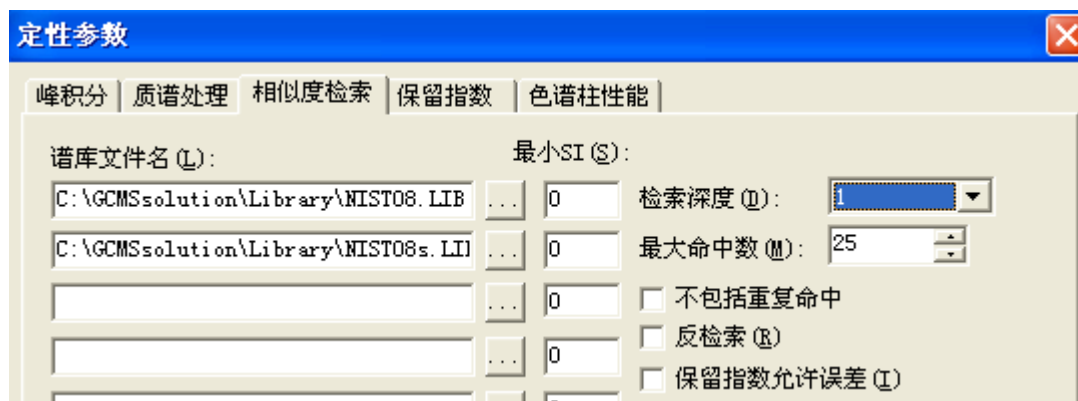 定性参数
峰积分 质谱处理 相似度检索 保留指数 色谱柱性能
谱库文件名(L): 最小SI(S):
C:\GCMSsolution\Library\NIST08.LIB ... 0 检索深度(D): 1
C:\GCMSsolution\Library\NIST08s.LI ... 0 最大命中数(M): 25
... 0 不包括重复命中
反检索(R)
... 0
保留指数允许误差(I)